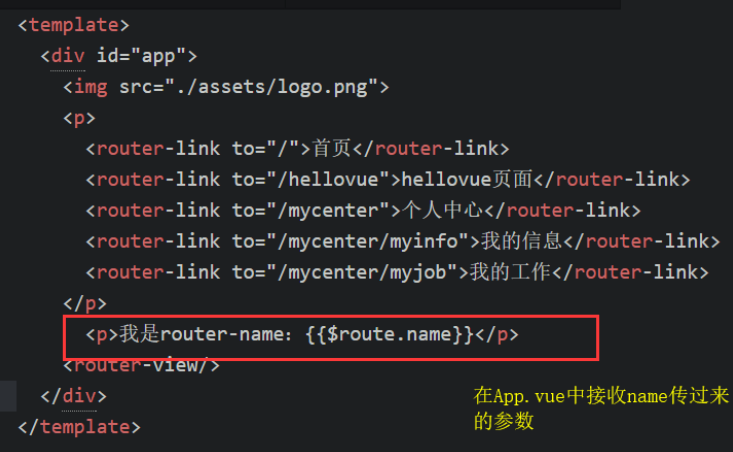 <template>
<div id="app">
<img src="./assets/logo.png">
<p>
<router-link to="/">首页</router-link>
<router-link to="/hellovue">hellovue页面</router-link>
<router-link to="/mycenter">个人中心</router-link>
<router-link to="/mycenter/myinfo">我的信息</router-link>
<router-link to="/mycenter/myjob">我的工作</router-link>
</p>
<p>我是router-name：{{$route.name}}</p>
<router-view/>
</div>
在App.vue中接收name传过来
的参数
</template>